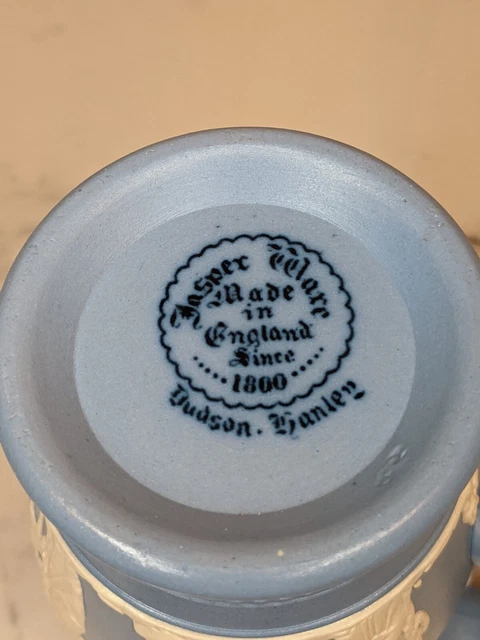 Jasper Ware
Made
in
England
Since
1800
Dudson. Hanley